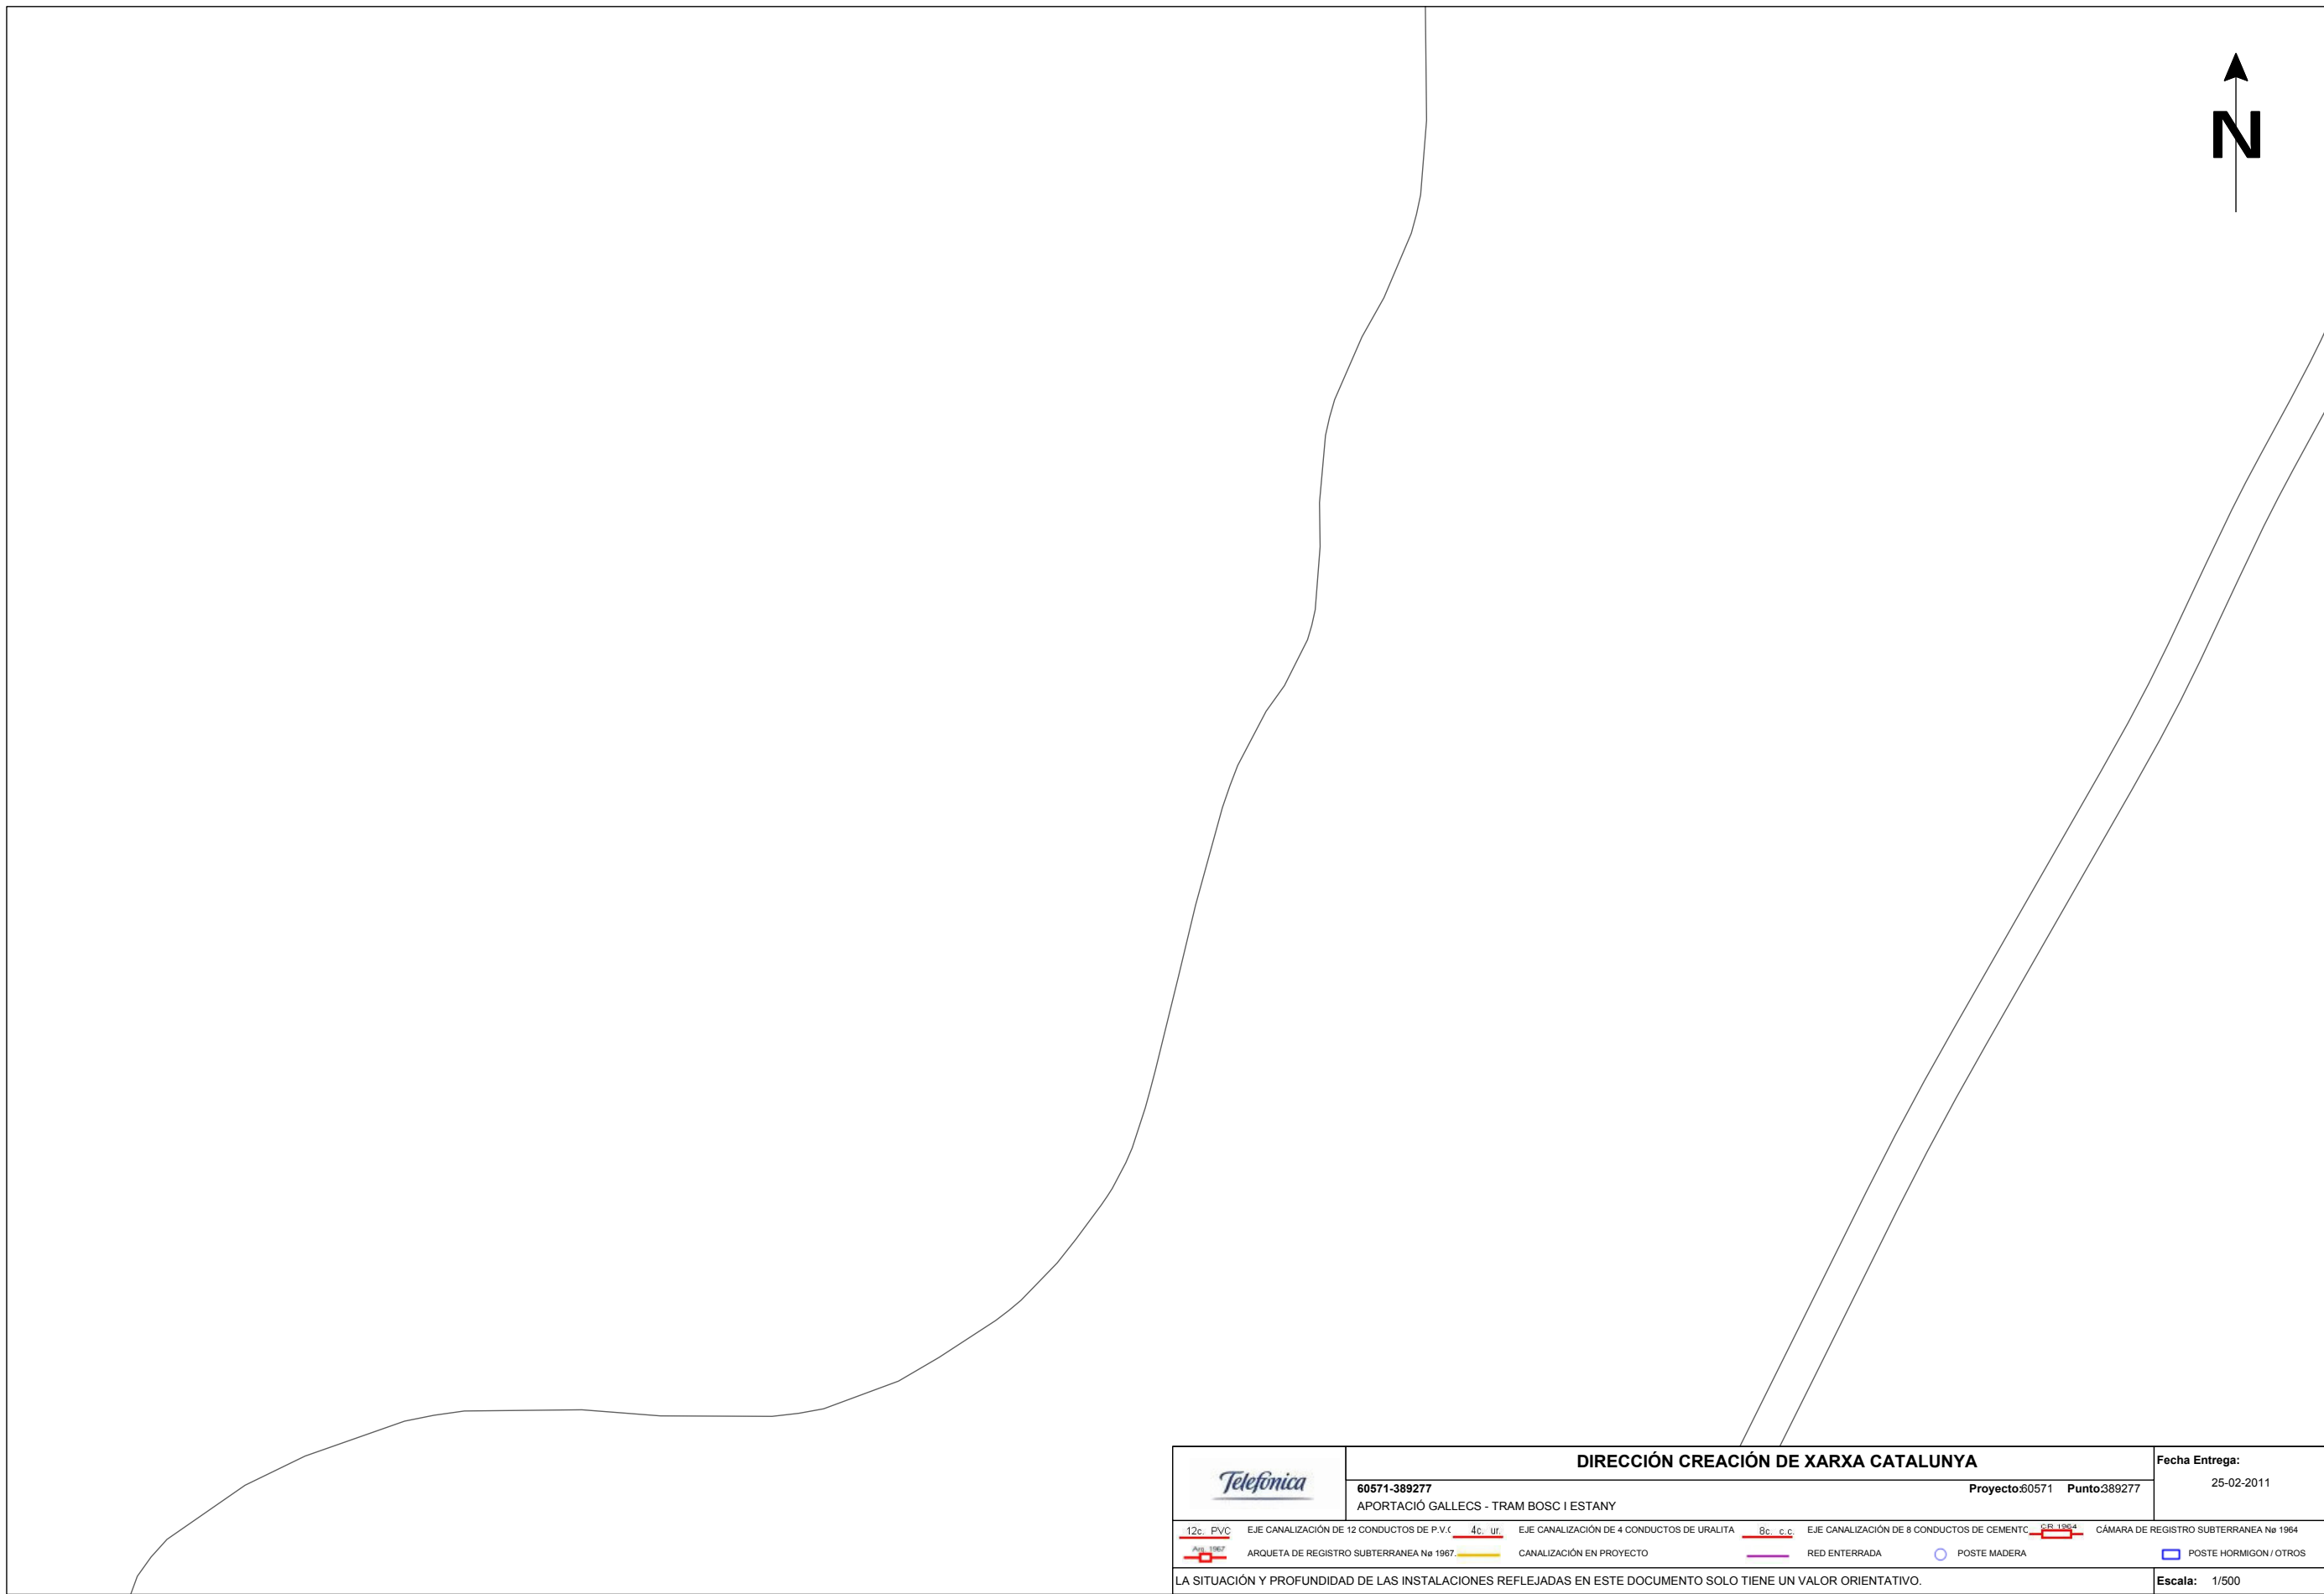 N
Telefónica
DIRECCIÓN CREACIÓN DE XARXA CATALUNYA
60571-389277
Proyecto:60571 Punto:389277
APORTACIÓ GALLECS - TRAM BOSC I ESTANY
Fecha Entrega:
25-02-2011
12c. PVC EJE CANALIZACIÓN DE 12 CONDUCTOS DE P.V.C 4c. ur. EJE CANALIZACIÓN DE 4 CONDUCTOS DE URALITA 8c. c.c. EJE CANALIZACIÓN DE 8 CONDUCTOS DE CEMENTO C.R. 1964 CÁMARA DE REGISTRO SUBTERRANEA Nø 1964
Arq. 1967 ARQUETA DE REGISTRO SUBTERRANEA Nø 1967. CANALIZACIÓN EN PROYECTO RED ENTERRADA POSTE MADERA POSTE HORMIGON / OTROS
LA SITUACIÓN Y PROFUNDIDAD DE LAS INSTALACIONES REFLEJADAS EN ESTE DOCUMENTO SOLO TIENE UN VALOR ORIENTATIVO.
Escala: 1/500